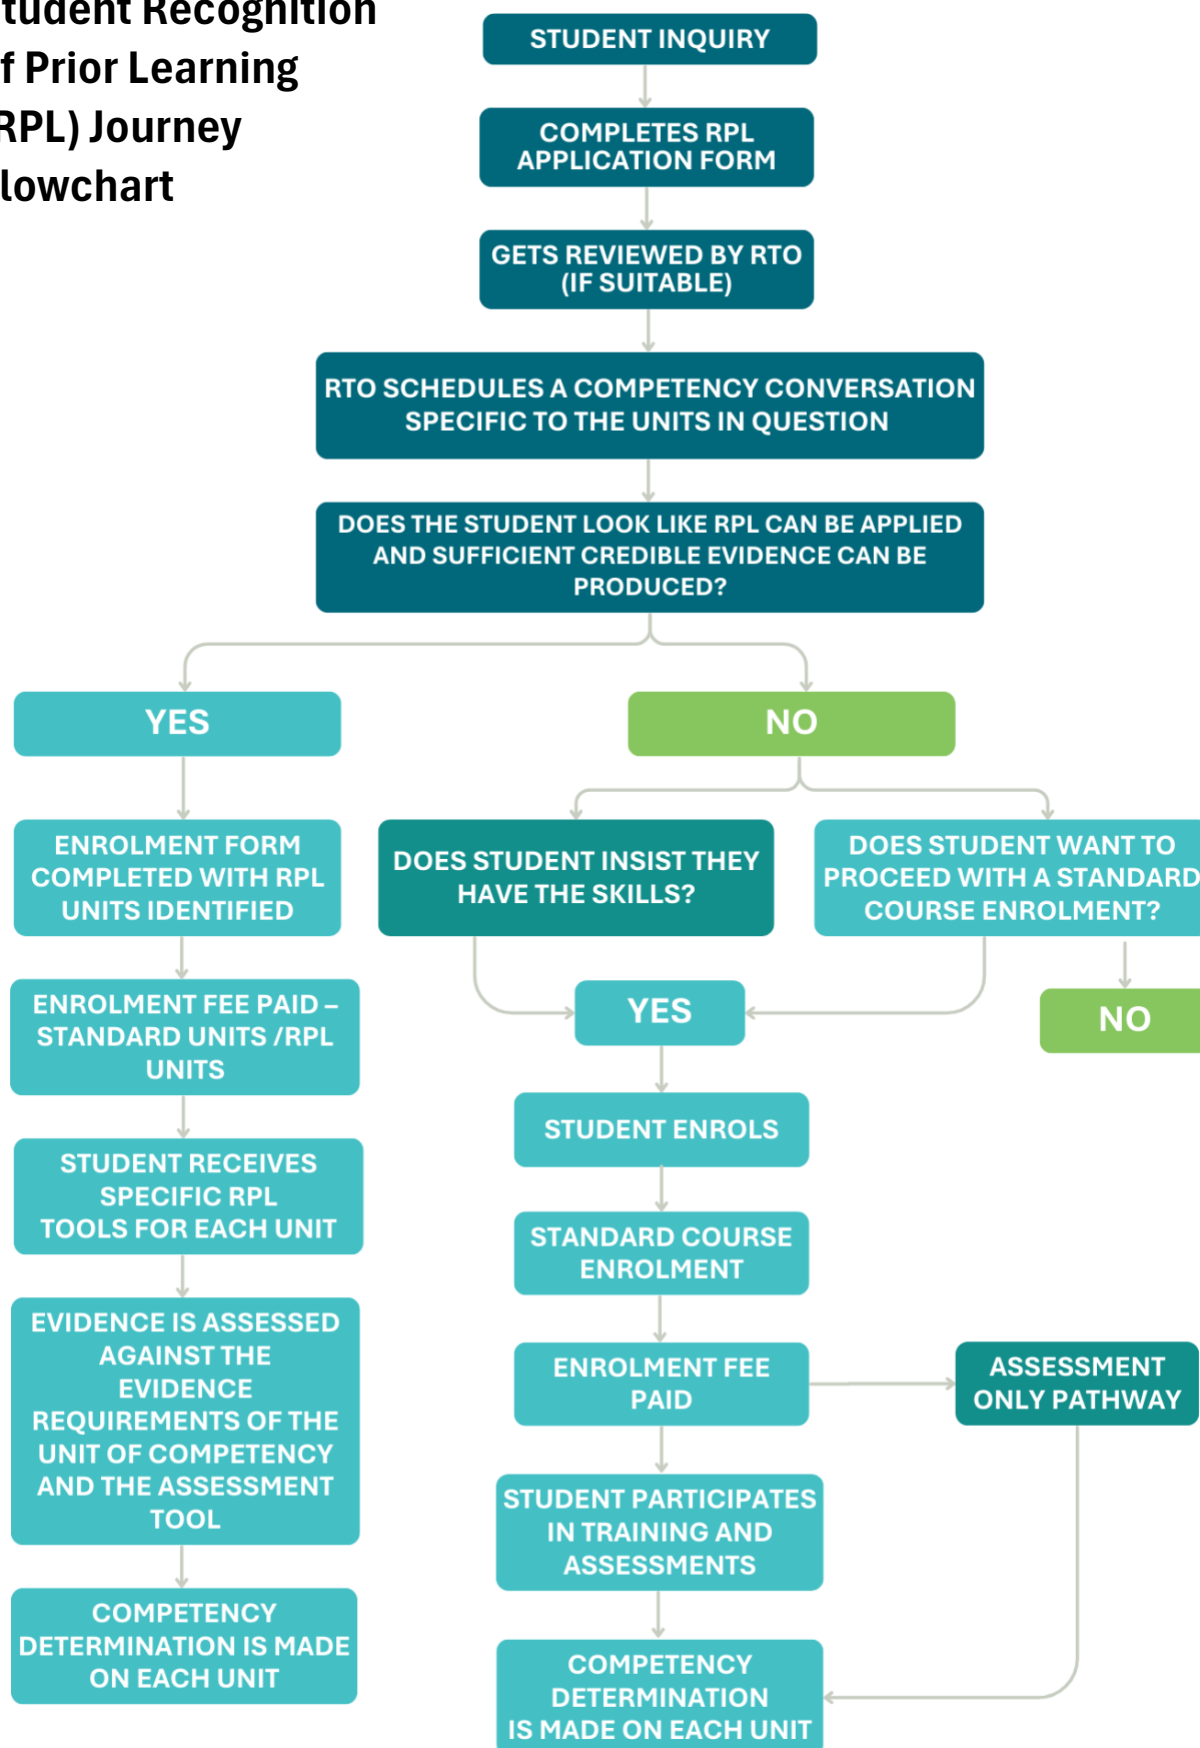 tudent Recognition
f Prior Learning
RPL) Journey
lowchart
STUDENT INQUIRY
COMPLETES RPL
APPLICATION FORM
GETS REVIEWED BY RTO
(IF SUITABLE)
RTO SCHEDULES A COMPETENCY CONVERSATION
SPECIFIC TO THE UNITS IN QUESTION
DOES THE STUDENT LOOK LIKE RPL CAN BE APPLIED
AND SUFFICIENT CREDIBLE EVIDENCE CAN BE
PRODUCED?
YES
NO
ENROLMENT FORM
COMPLETED WITH RPL
UNITS IDENTIFIED
DOES STUDENT INSIST THEY
HAVE THE SKILLS?
DOES STUDENT WANT TO
PROCEED WITH A STANDARD
COURSE ENROLMENT?
ENROLMENT FEE PAID –
STANDARD UNITS /RPL
UNITS
YES
NO
STUDENT RECEIVES
SPECIFIC RPL
TOOLS FOR EACH UNIT
STUDENT ENROLS
STANDARD COURSE
ENROLMENT
EVIDENCE IS ASSESSED
AGAINST THE
EVIDENCE
REQUIREMENTS OF THE
UNIT OF COMPETENCY
AND THE ASSESSMENT
TOOL
ENROLMENT FEE
PAID
ASSESSMENT
ONLY PATHWAY
STUDENT PARTICIPATES
IN TRAINING AND
ASSESSMENTS
COMPETENCY
DETERMINATION IS MADE
ON EACH UNIT
COMPETENCY
DETERMINATION
IS MADE ON EACH UNIT